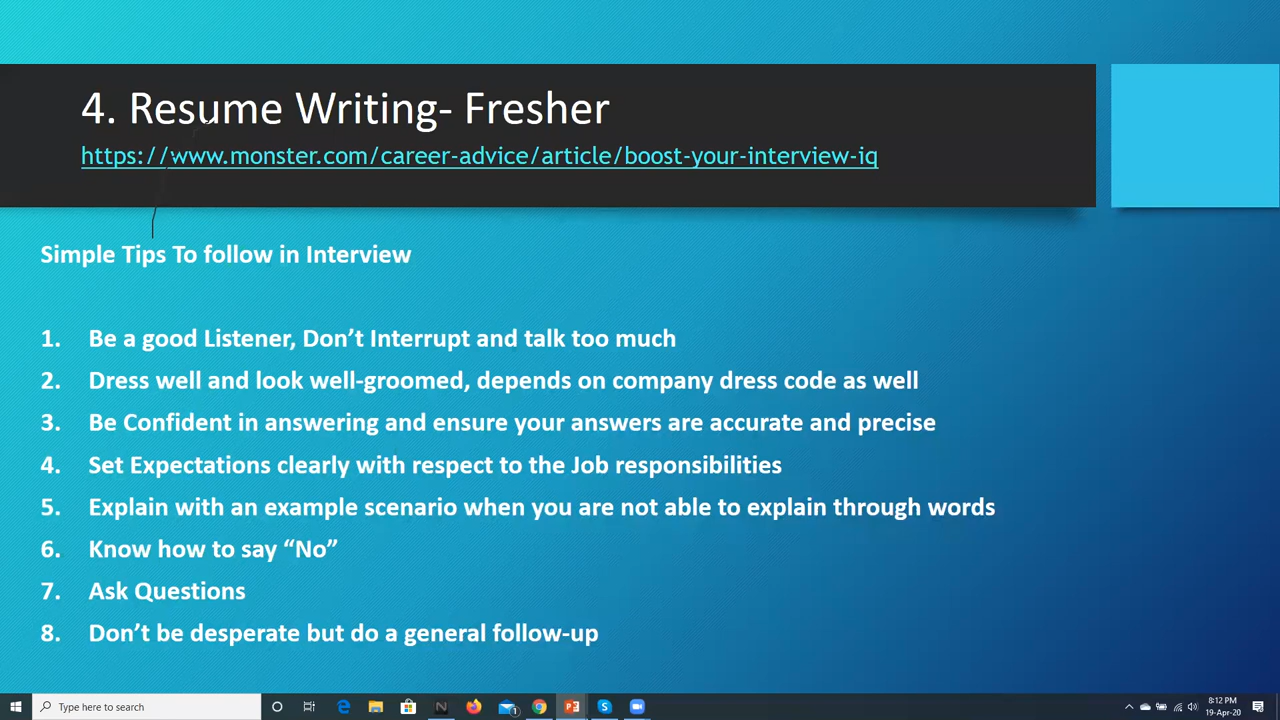 4. Resume Writing- Fresher
https://www.monster.com/career-advice/article/boost-your-interview-iq
Simple Tips To follow in Interview
1. Be a good Listener, Don’t Interrupt and talk too much
2. Dress well and look well-groomed, depends on company dress code as well
3. Be Confident in answering and ensure your answers are accurate and precise
4. Set Expectations clearly with respect to the Job responsibilities
5. Explain with an example scenario when you are not able to explain through words
6. Know how to say “No”
7. Ask Questions
8. Don’t be desperate but do a general follow-up
Type here to search
8:12 PM
19-Apr-20